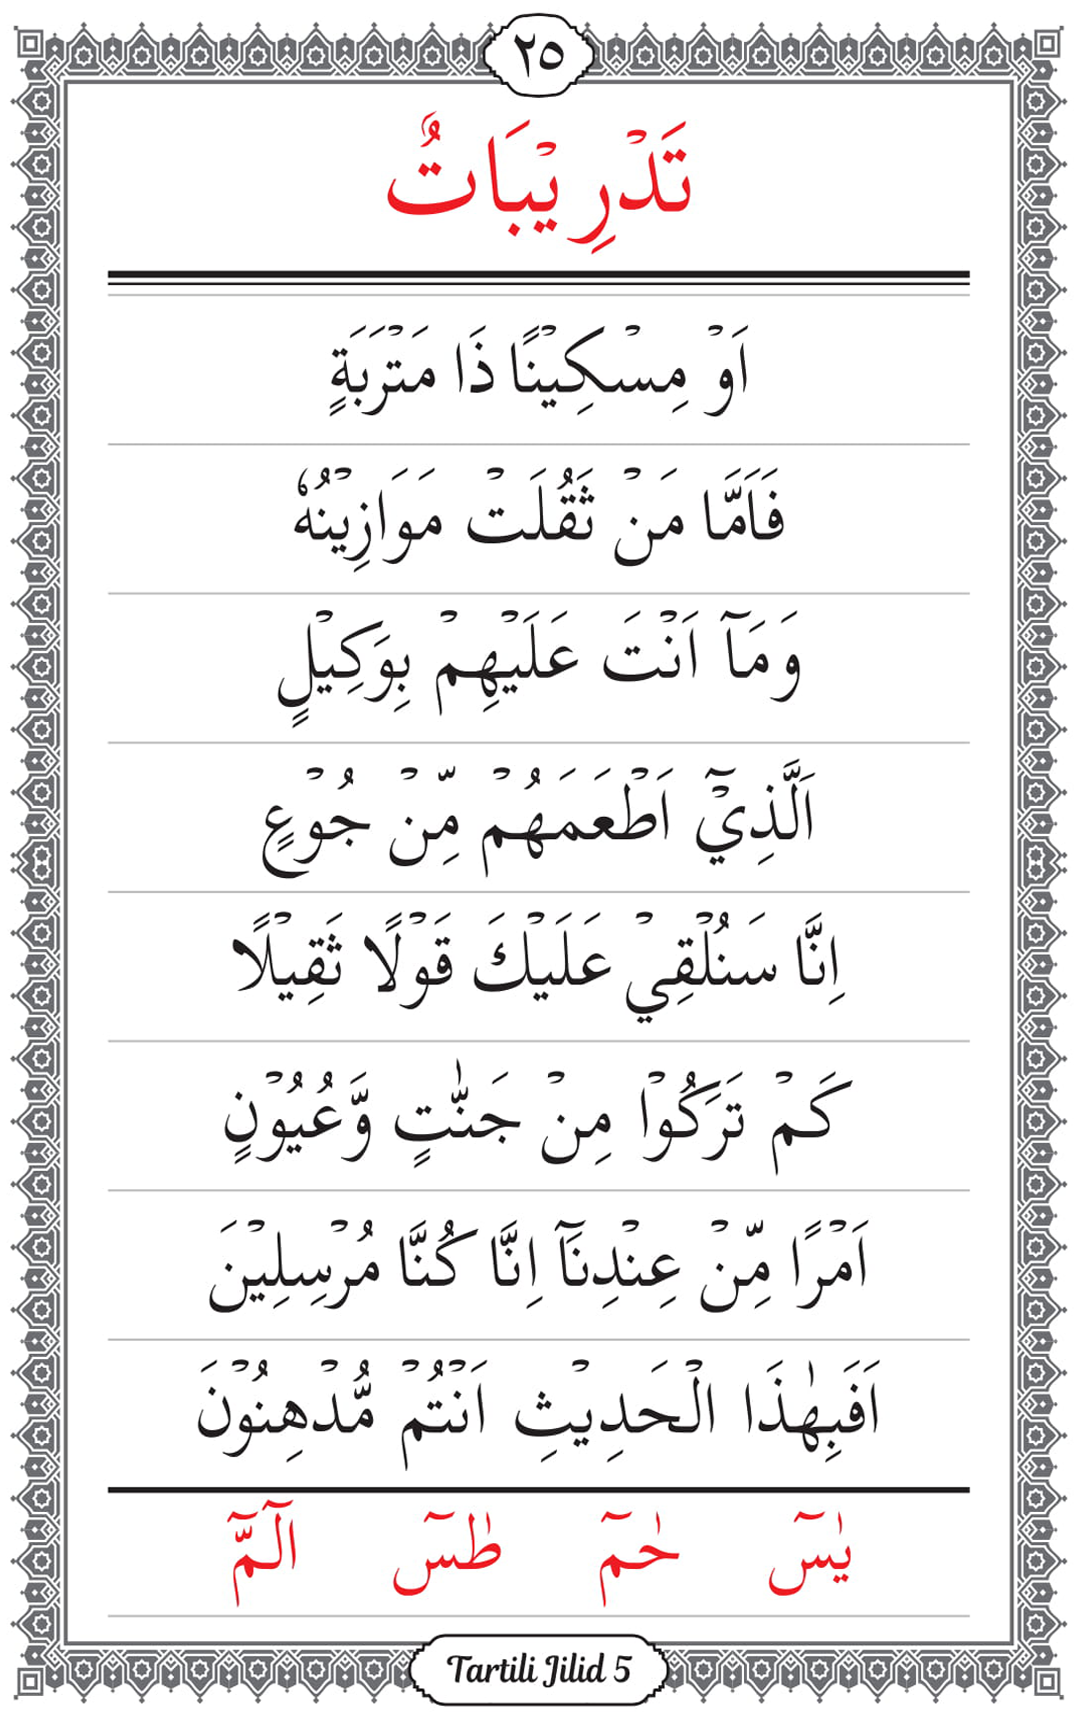 ٢٥
تَدْرِيْبَاتٌ
اَوْ مِسْكِيْنًا ذَا مَتْرَبَةٍ
فَاَمَّا مَنْ ثَقُلَتْ مَوَازِيْنُهٗ
وَمَآ اَنْتَ عَلَيْهِمْ بِوَكِيْلٍ
اَلَّذِيْٓ اَطْعَمَهُمْ مِّنْ جُوْعٍ
اِنَّا سَنُلْقِيْ عَلَيْكَ قَوْلًا ثَقِيْلًا
كَمْ تَرَكُوْا مِنْ جَنّٰتٍ وَّعُيُوْنٍ
اَمْرًا مِّنْ عِنْدِنَآ اِنَّا كُنَّا مُرْسِلِيْنَ
اَفَبِهٰذَا الْحَدِيْثِ اَنْتُمْ مُّدْهِنُوْنَ
يٰسٓ حٰمٓ طٰسٓ الٓمّٓ
Tartili Jilid 5